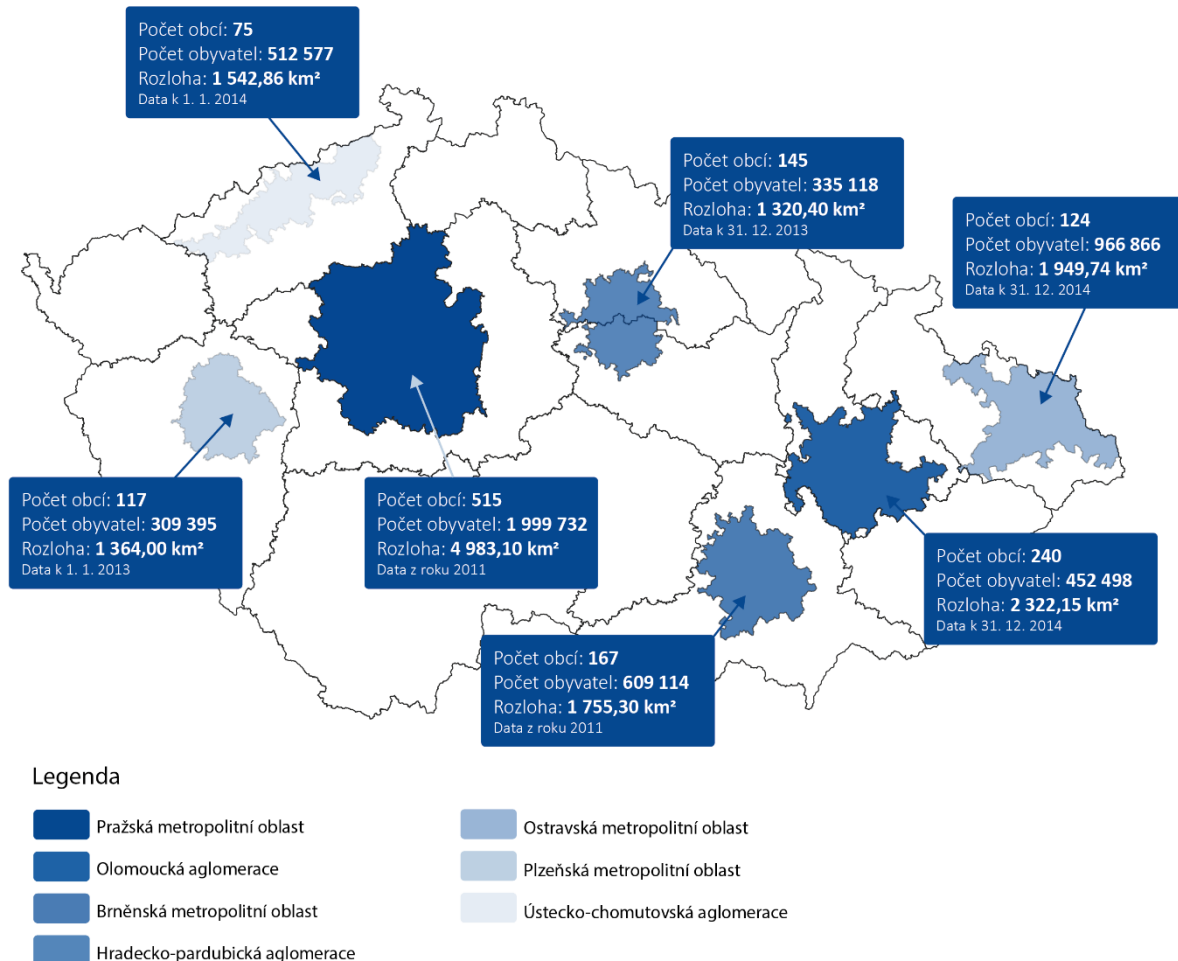 Počet obcí: 75
Počet obyvatel: 512 577
Rozloha: 1 542,86 km²
Data k 1. 1. 2014
Počet obcí: 145
Počet obyvatel: 335 118
Rozloha: 1 320,40 km²
Data k 31. 12. 2013
Počet obcí: 124
Počet obyvatel: 966 866
Rozloha: 1 949,74 km²
Data k 31. 12. 2014
Počet obcí: 117
Počet obyvatel: 309 395
Rozloha: 1 364,00 km²
Data k 1. 1. 2013
Počet obcí: 515
Počet obyvatel: 1 999 732
Rozloha: 4 983,10 km²
Data z roku 2011
Počet obcí: 240
Počet obyvatel: 452 498
Rozloha: 2 322,15 km²
Data k 31. 12. 2014
Počet obcí: 167
Počet obyvatel: 609 114
Rozloha: 1 755,30 km²
Data z roku 2011
Legenda
Pražská metropolitní oblast
Olomoucká aglomerace
Brněnská metropolitní oblast
Hradecko-pardubická aglomerace
Ostravská metropolitní oblast
Plzeňská metropolitní oblast
Ústecko-chomutovská aglomerace